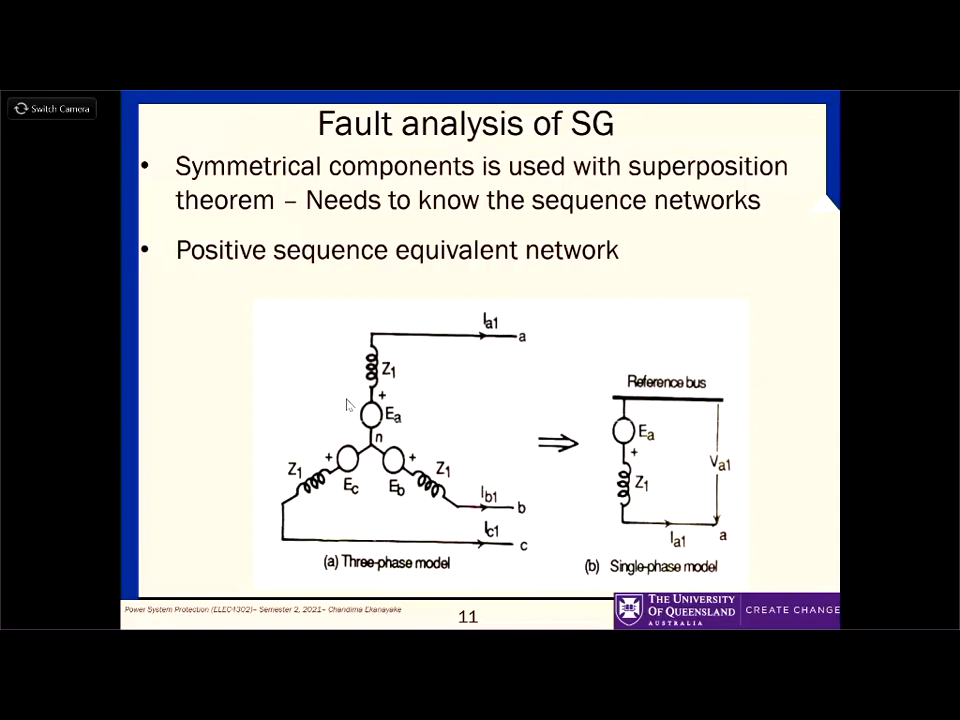 Switch Camera
Fault analysis of SG
• Symmetrical components is used with superposition
theorem – Needs to know the sequence networks
• Positive sequence equivalent network
Ia1
a
Z1
+
Ea
n
+
+
Z1
Ec
Eb
Z1
Ib1
b
Ic1
c
(a) Three-phase model
Reference bus
Ea
+
Z1
Va1
Ia1
a
(b) Single-phase model
Power System Protection (ELEC4302)– Semester 2, 2021– Chandima Ekanayake
11
THE UNIVERSITY
OF QUEENSLAND
AUSTRALIA
CREATE CHANGE